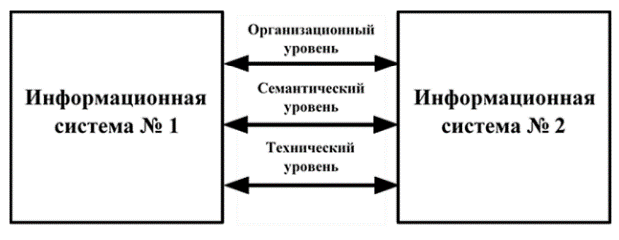 Организационный
уровень
Семантический
уровень
Технический
уровень
Информационная
система № 1
Информационная
система № 2